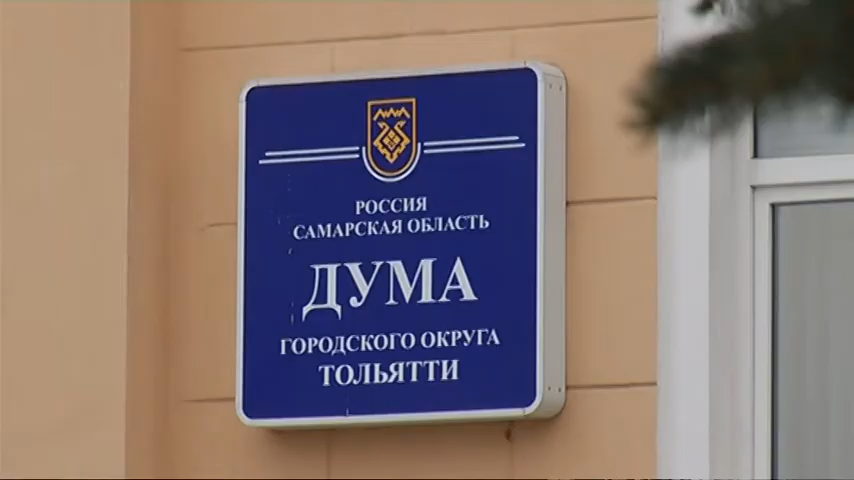 РОССИЯ
САМАРСКАЯ ОБЛАСТЬ
ДУМА
ГОРОДСКОГО ОКРУГА
ТОЛЬЯТТИ